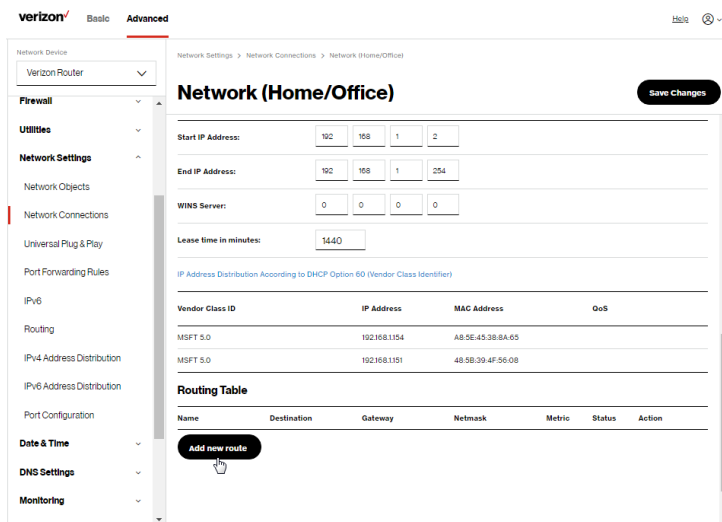 verizon✓ Basic Advanced Help
Network Device
Verizon Router
Firewall
Utilities
Network Settings
Network Objects
Network Connections
Universal Plug & Play
Port Forwarding Rules
IPv6
Routing
IPv4 Address Distribution
IPv6 Address Distribution
Port Configuration
Date & Time
DNS Settings
Monitoring
Network Settings > Network Connections > Network (Home/Office)
Network (Home/Office)
Save Changes
Start IP Address: 192 168 1 2
End IP Address: 192 168 1 254
WINS Server: 0 0 0 0
Lease time in minutes: 1440
IP Address Distribution According to DHCP Option 60 (Vendor Class Identifier)
Vendor Class ID IP Address MAC Address QoS
MSFT 5.0 192.168.1.154 A8:5E:45:38:8A:65
MSFT 5.0 192.168.1.151 48:5B:39:4F:56:08
Routing Table
Name Destination Gateway Netmask Metric Status Action
Add new route